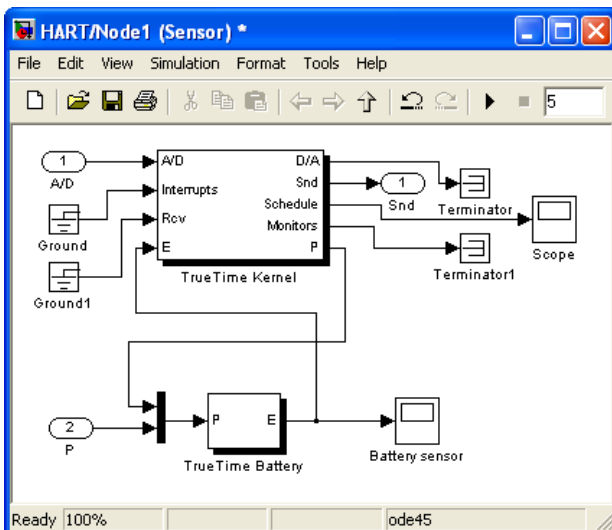 HART/Node1 (Sensor) *
File Edit View Simulation Format Tools Help
5
1
A/D
A/D
Interrupts
Rcv
E
D/A
Snd
Schedule
Monitors
P
TrueTime Kernel
Ground
Ground1
1
Snd
Terminator
Terminator1
Scope
2
P
P
E
TrueTime Battery
Battery sensor
Ready 100% ode45